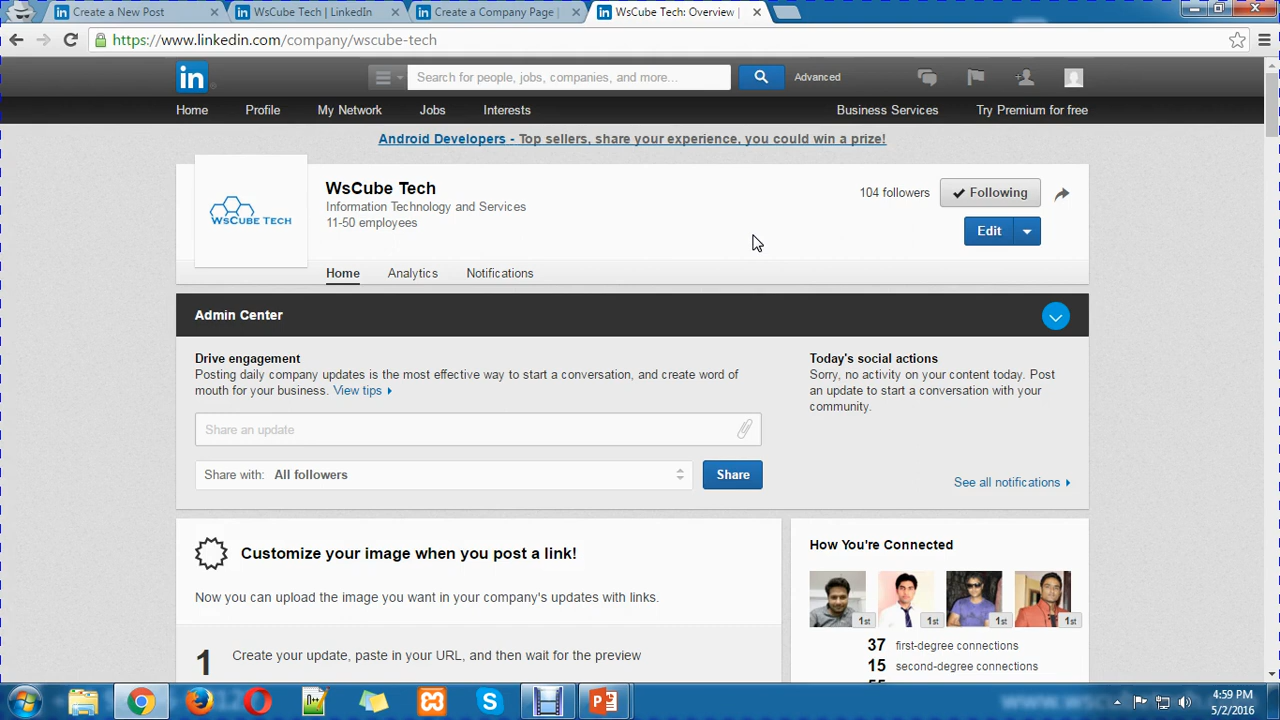 Create a New Post
WsCube Tech | LinkedIn
Create a Company Page |
WsCube Tech: Overview |
https://www.linkedin.com/company/wscube-tech
in
Search for people, jobs, companies, and more...
Advanced
Home
Profile
My Network
Jobs
Interests
Business Services
Try Premium for free
Android Developers - Top sellers, share your experience, you could win a prize!
WsCube Tech
WsCube Tech
Information Technology and Services
11-50 employees
104 followers
Following
Edit
Home
Analytics
Notifications
Admin Center
Drive engagement
Posting daily company updates is the most effective way to start a conversation, and create word of
mouth for your business. View tips
Share an update
Share with: All followers
Share
Today's social actions
Sorry, no activity on your content today. Post
an update to start a conversation with your
community.
See all notifications
Customize your image when you post a link!
Now you can upload the image you want in your company's updates with links.
1 Create your update, paste in your URL, and then wait for the preview
How You're Connected
1st
1st
1st
1st
37 first-degree connections
15 second-degree connections
4:59 PM
5/2/2016